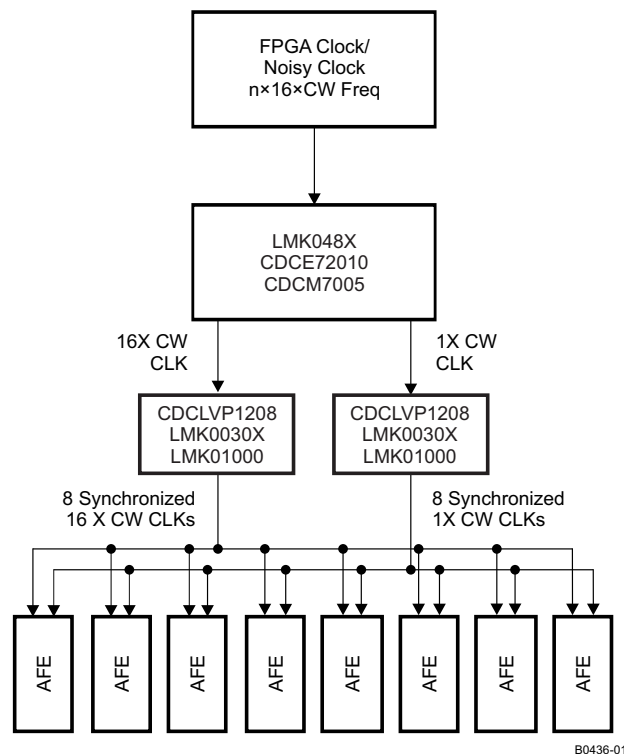 FPGA Clock/
Noisy Clock
n×16×CW Freq
LMK048X
CDCE72010
CDCM7005
16X CW
CLK
1X CW
CLK
CDCLVP1208
LMK0030X
LMK01000
CDCLVP1208
LMK0030X
LMK01000
8 Synchronized
16 X CW CLKs
8 Synchronized
1X CW CLKs
AFE
AFE
AFE
AFE
AFE
AFE
AFE
AFE
B0436-01